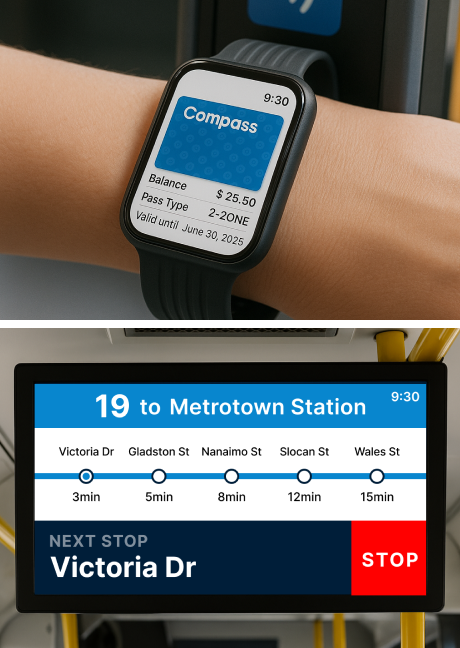 9:30
Compass
Balance $ 25.50
Pass Type 2-2ONE
Valid until June 30, 2025
19 to Metrotown Station 9:30
Victoria Dr Gladston St Nanaimo St Slocan St Wales St
3min 5min 8min 12min 15min
NEXT STOP
Victoria Dr
STOP